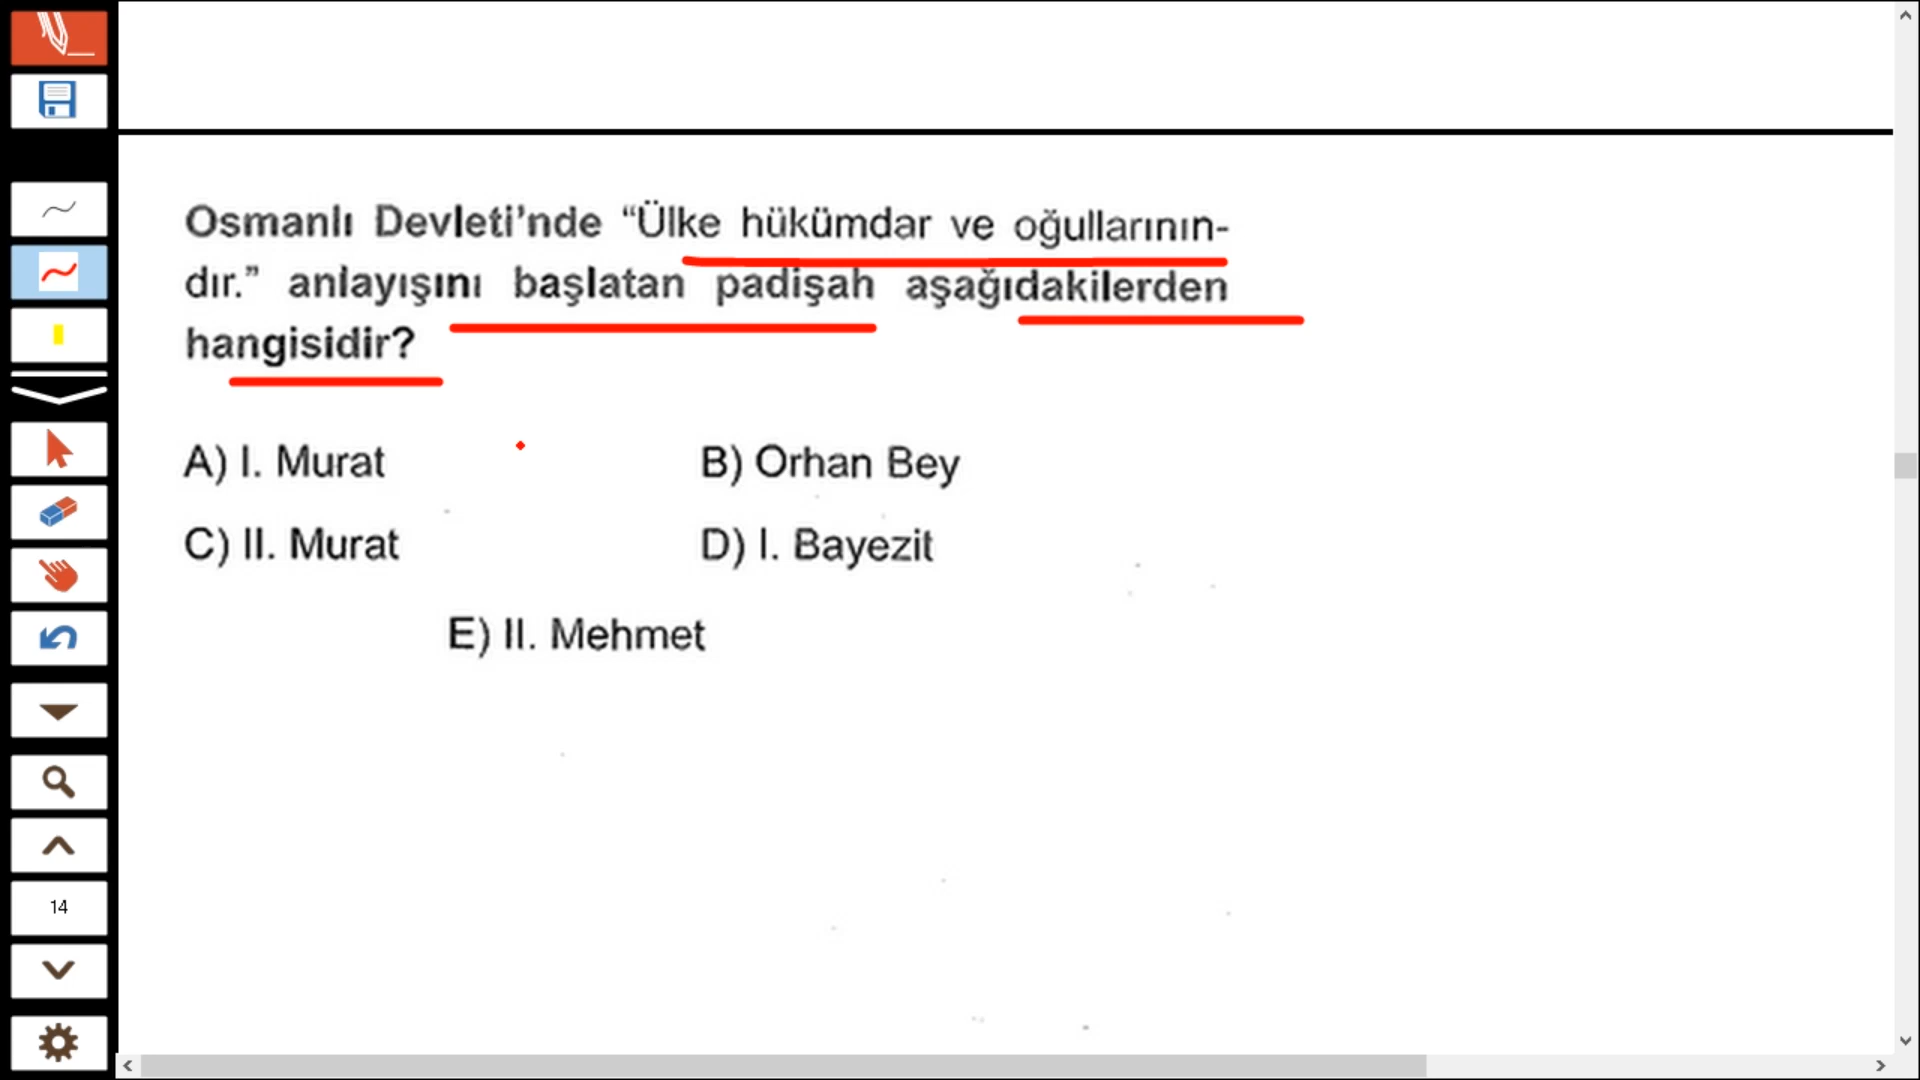 Osmanlı Devleti'nde “Ülke hükümdar ve oğullarının-
dır.” anlayışını başlatan padişah aşağıdakilerden
hangisidir?
A) I. Murat B) Orhan Bey
C) II. Murat D) I. Bayezit
E) II. Mehmet
14